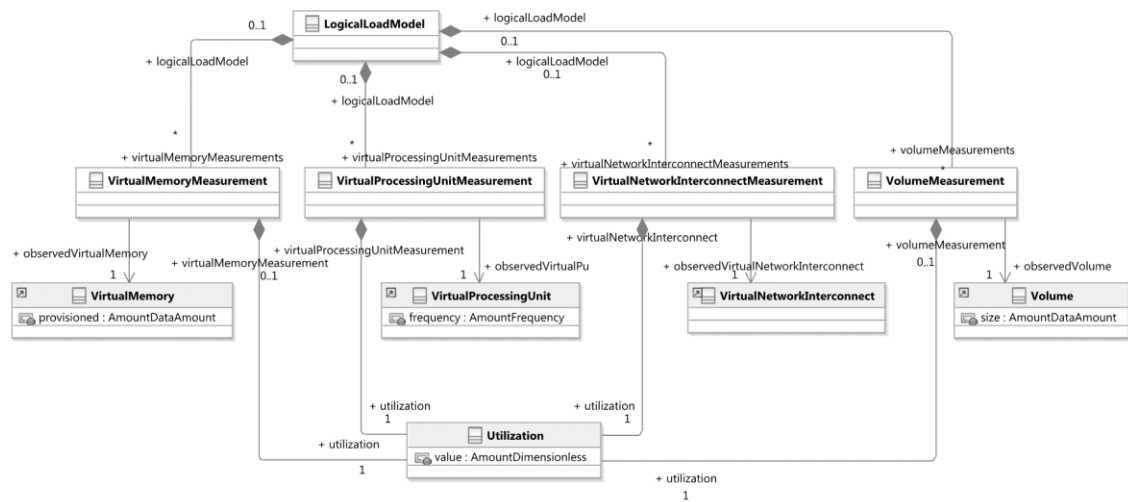 LogicalLoadModel
+ logicalLoadModel
0..1
0..1
+ logicalLoadModel
+ logicalLoadModel
0..1
0..1
+ logicalLoadModel
*
+ virtualMemoryMeasurements
*
+ virtualProcessingUnitMeasurements
*
+ virtualNetworkInterconnectMeasurements
+ volumeMeasurements
*
VirtualMemoryMeasurement
VirtualProcessingUnitMeasurement
VirtualNetworkInterconnectMeasurement
VolumeMeasurement
+ observedVirtualMemory
1
+ virtualMemoryMeasurement
0..1
+ virtualProcessingUnitMeasurement
+ observedVirtualPu
1
+ virtualNetworkInterconnect
+ observedVirtualNetworkInterconnect
1
+ volumeMeasurement
0..1
+ observedVolume
1
VirtualMemory
provisioned : AmountDataAmount
VirtualProcessingUnit
frequency : AmountFrequency
VirtualNetworkInterconnect
Volume
size : AmountDataAmount
+ utilization
1
+ utilization
1
Utilization
value : AmountDimensionless
+ utilization
1
+ utilization
1